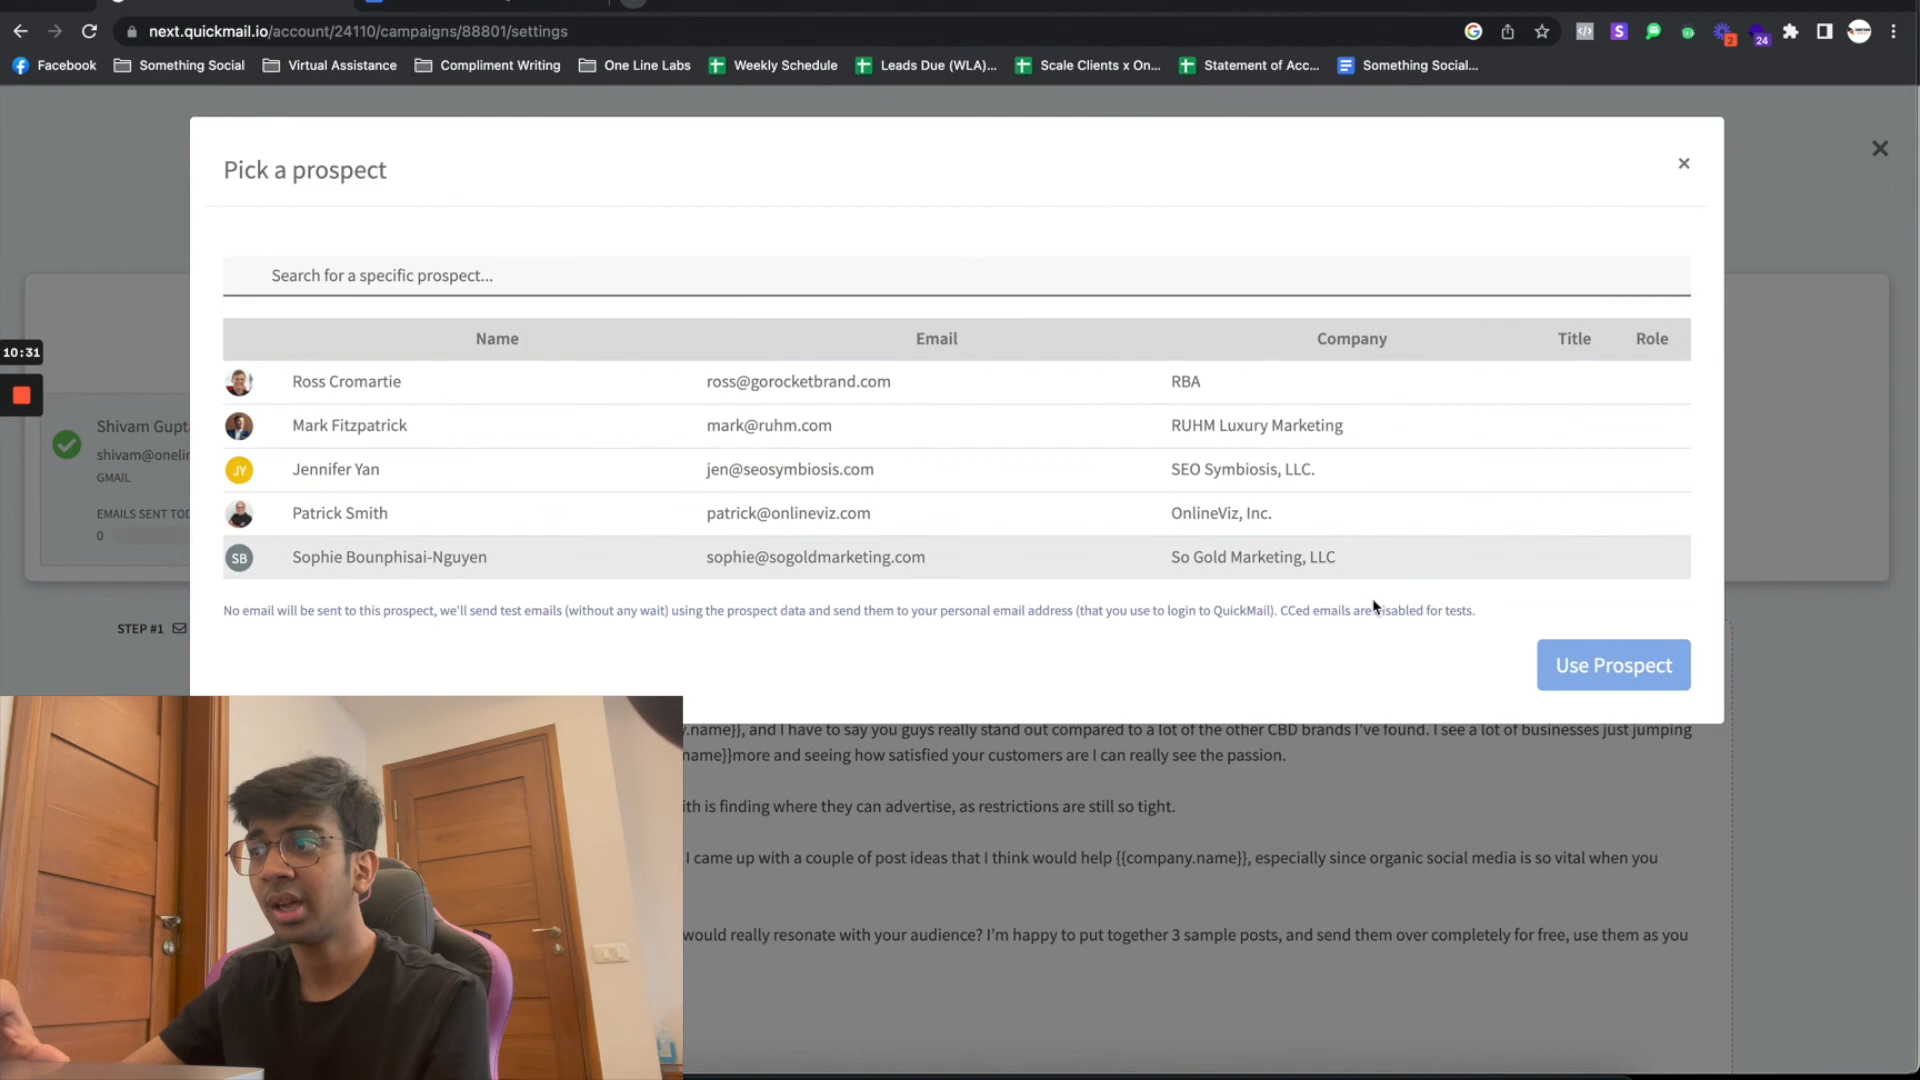 next.quickmail.io/account/24110/campaigns/88801/settings
S
2
24
Facebook
Something Social
Virtual Assistance
Compliment Writing
One Line Labs
Weekly Schedule
Leads Due (WLA)...
Scale Clients x On...
Statement of Acc...
Something Social...
Pick a prospect
Search for a specific prospect...
Name Email Company Title Role
Ross Cromartie ross@gorocketbrand.com RBA
Mark Fitzpatrick mark@ruhm.com RUHM Luxury Marketing
JY Jennifer Yan jen@seosymbiosis.com SEO Symbiosis, LLC.
Patrick Smith patrick@onlineviz.com OnlineViz, Inc.
SB Sophie Bounphisai-Nguyen sophie@sogoldmarketing.com So Gold Marketing, LLC
No email will be sent to this prospect, we'll send test emails (without any wait) using the prospect data and send them to your personal email address (that you use to login to QuickMail). CCed emails are disabled for tests.
Use Prospect
10:31
Shivam Gupt
shivam@onelin
GMAIL
EMAILS SENT TOD
0
STEP #1
.name}}, and I have to say you guys really stand out compared to a lot of the other CBD brands I've found. I see a lot of businesses just jumping
name}}more and seeing how satisfied your customers are I can really see the passion.
ith is finding where they can advertise, as restrictions are still so tight.
I came up with a couple of post ideas that I think would help {{company.name}}, especially since organic social media is so vital when you
would really resonate with your audience? I'm happy to put together 3 sample posts, and send them over completely for free, use them as you